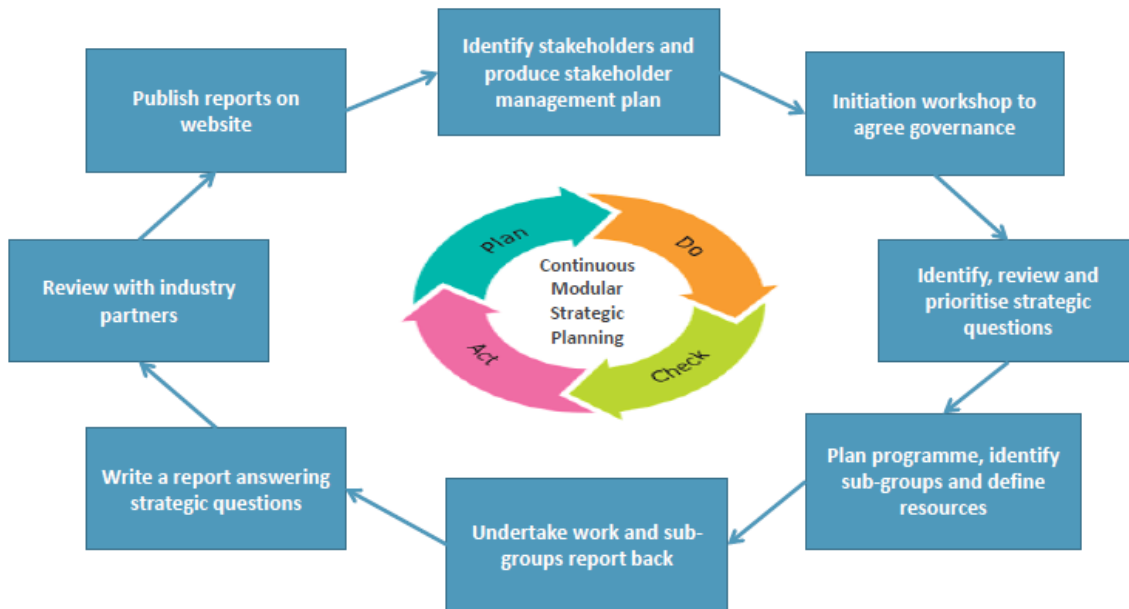 Identify stakeholders and
produce stakeholder
management plan
Initiation workshop to
agree governance
Identify, review and
prioritise strategic
questions
Plan programme, identify
sub-groups and define
resources
Undertake work and sub-
groups report back
Write a report answering
strategic questions
Review with industry
partners
Publish reports on
website
Plan
Do
Check
Act
Continuous
Modular
Strategic
Planning